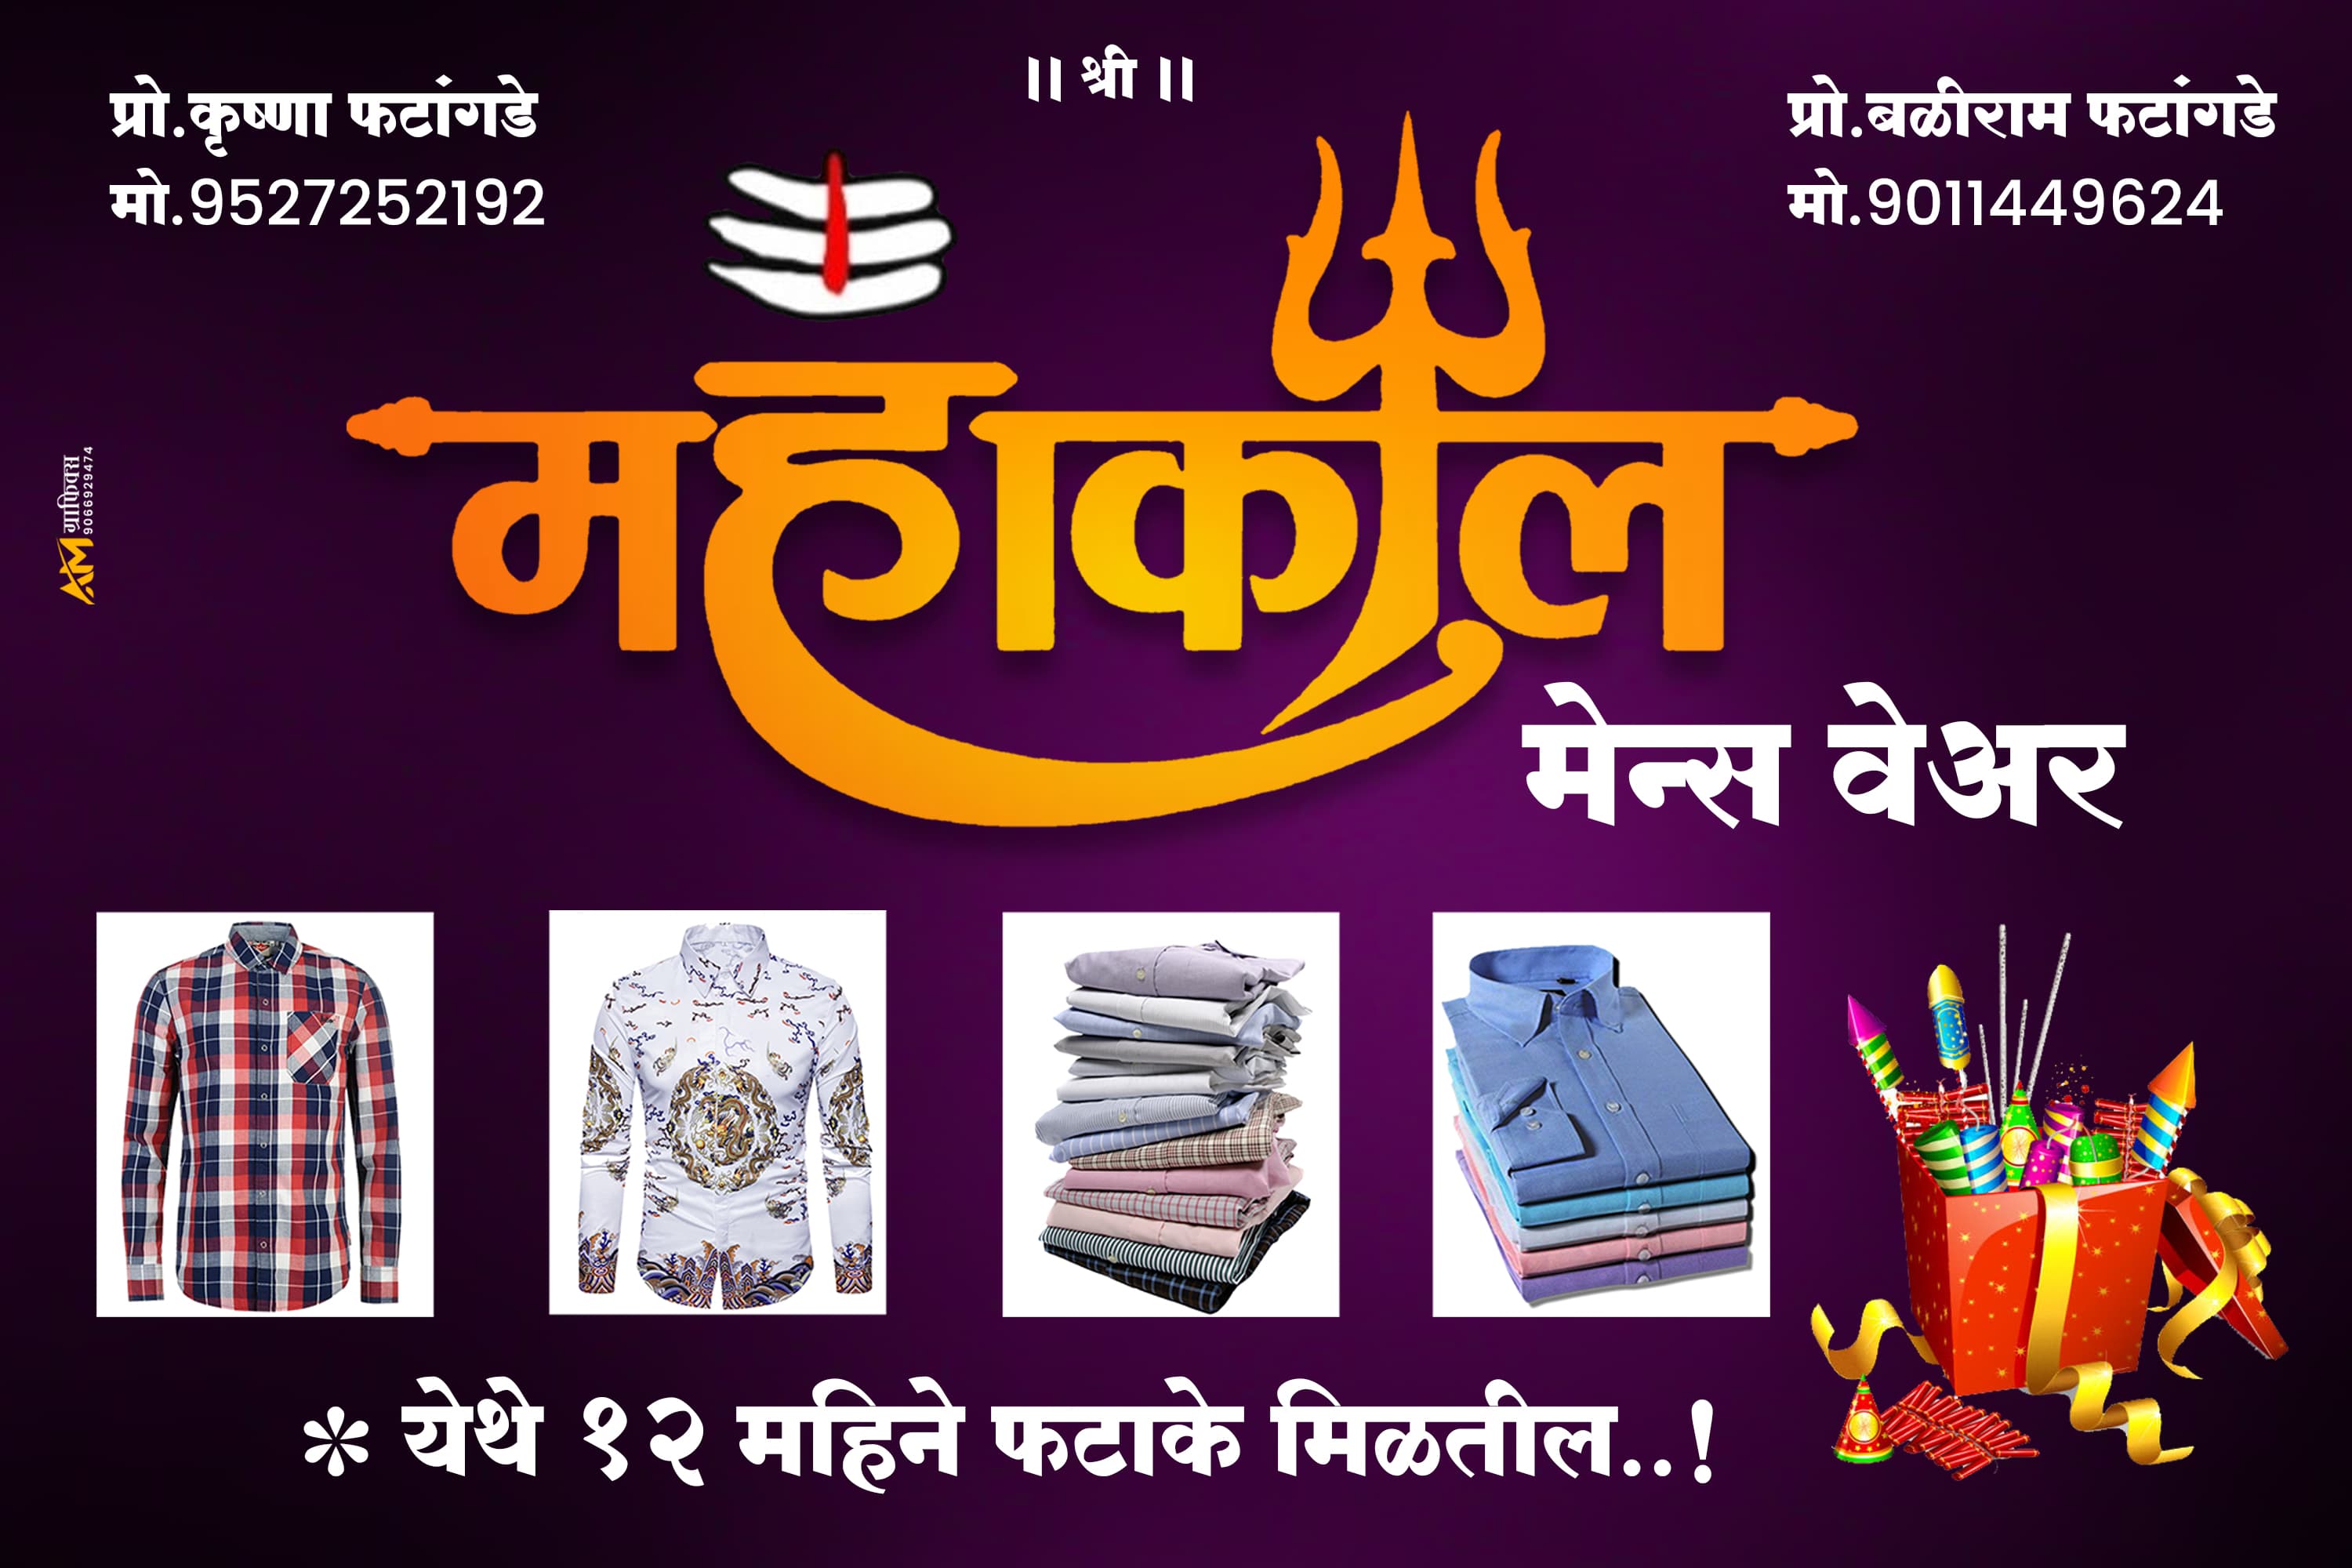 ॥ श्री ॥
प्रो.कृष्णा फटांगडे
मो.9527252192
प्रो.बळीराम फटांगडे
मो.9011449624
महाकाल
मेन्स वेअर
AM ग्राफिक्स
9066929474
* येथे १२ महिने फटाके मिळतील..!